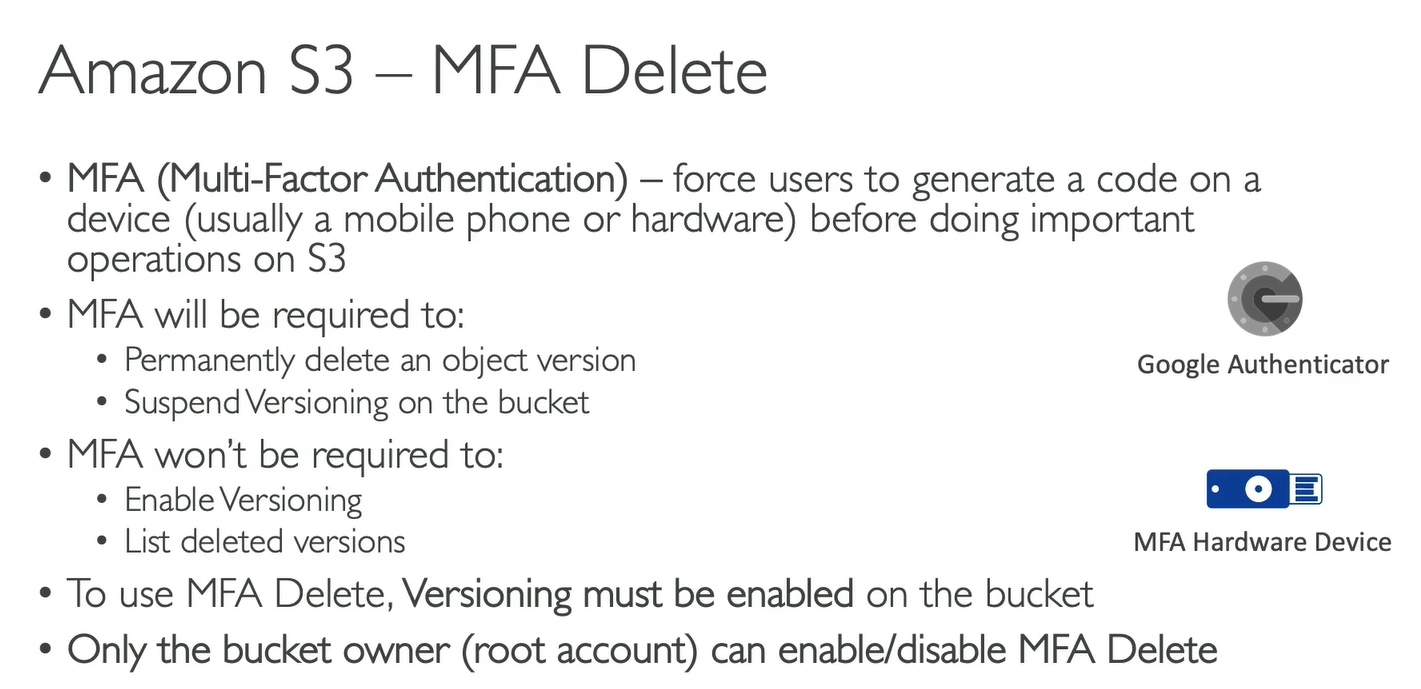 Amazon S3 – MFA Delete
• MFA (Multi-Factor Authentication) – force users to generate a code on a
device (usually a mobile phone or hardware) before doing important
operations on S3
• MFA will be required to:
• Permanently delete an object version
• Suspend Versioning on the bucket
• MFA won’t be required to:
• Enable Versioning
• List deleted versions
• To use MFA Delete, Versioning must be enabled on the bucket
• Only the bucket owner (root account) can enable/disable MFA Delete
Google Authenticator
MFA Hardware Device